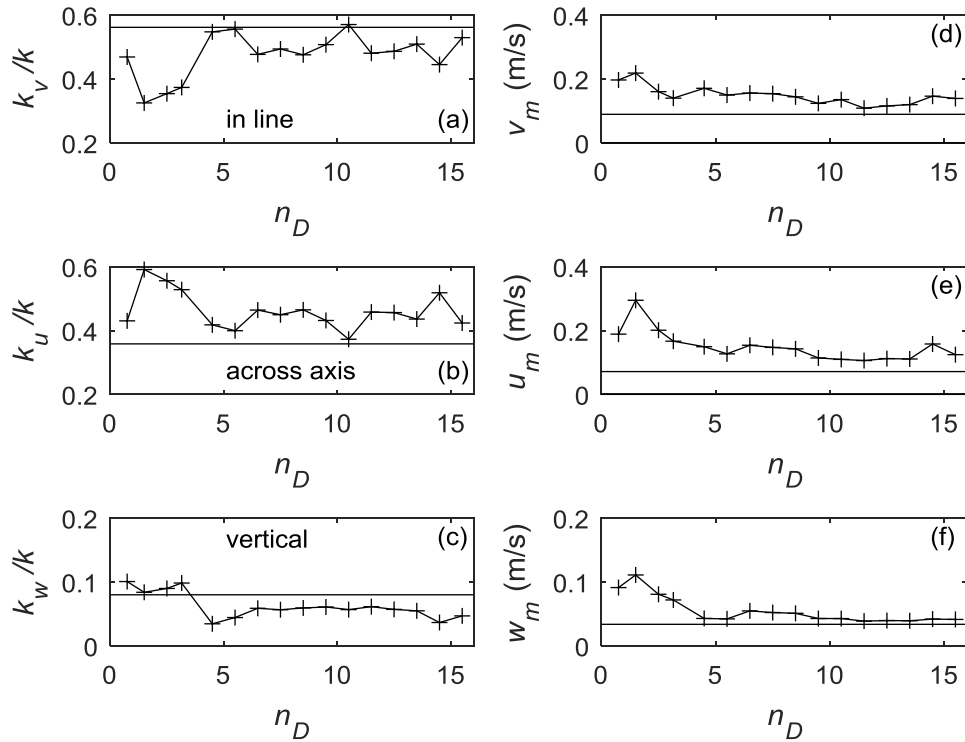 0.6
0.4
0.2
k_v/k
in line
(a)
0 5 10 15
n_D
0.4
0.2
0
v_m (m/s)
(d)
0 5 10 15
n_D
0.6
0.4
0.2
k_u/k
across axis
(b)
0 5 10 15
n_D
0.4
0.2
0
u_m (m/s)
(e)
0 5 10 15
n_D
0.2
0.1
0
k_w/k
vertical
(c)
0 5 10 15
n_D
0.2
0.1
0
w_m (m/s)
(f)
0 5 10 15
n_D